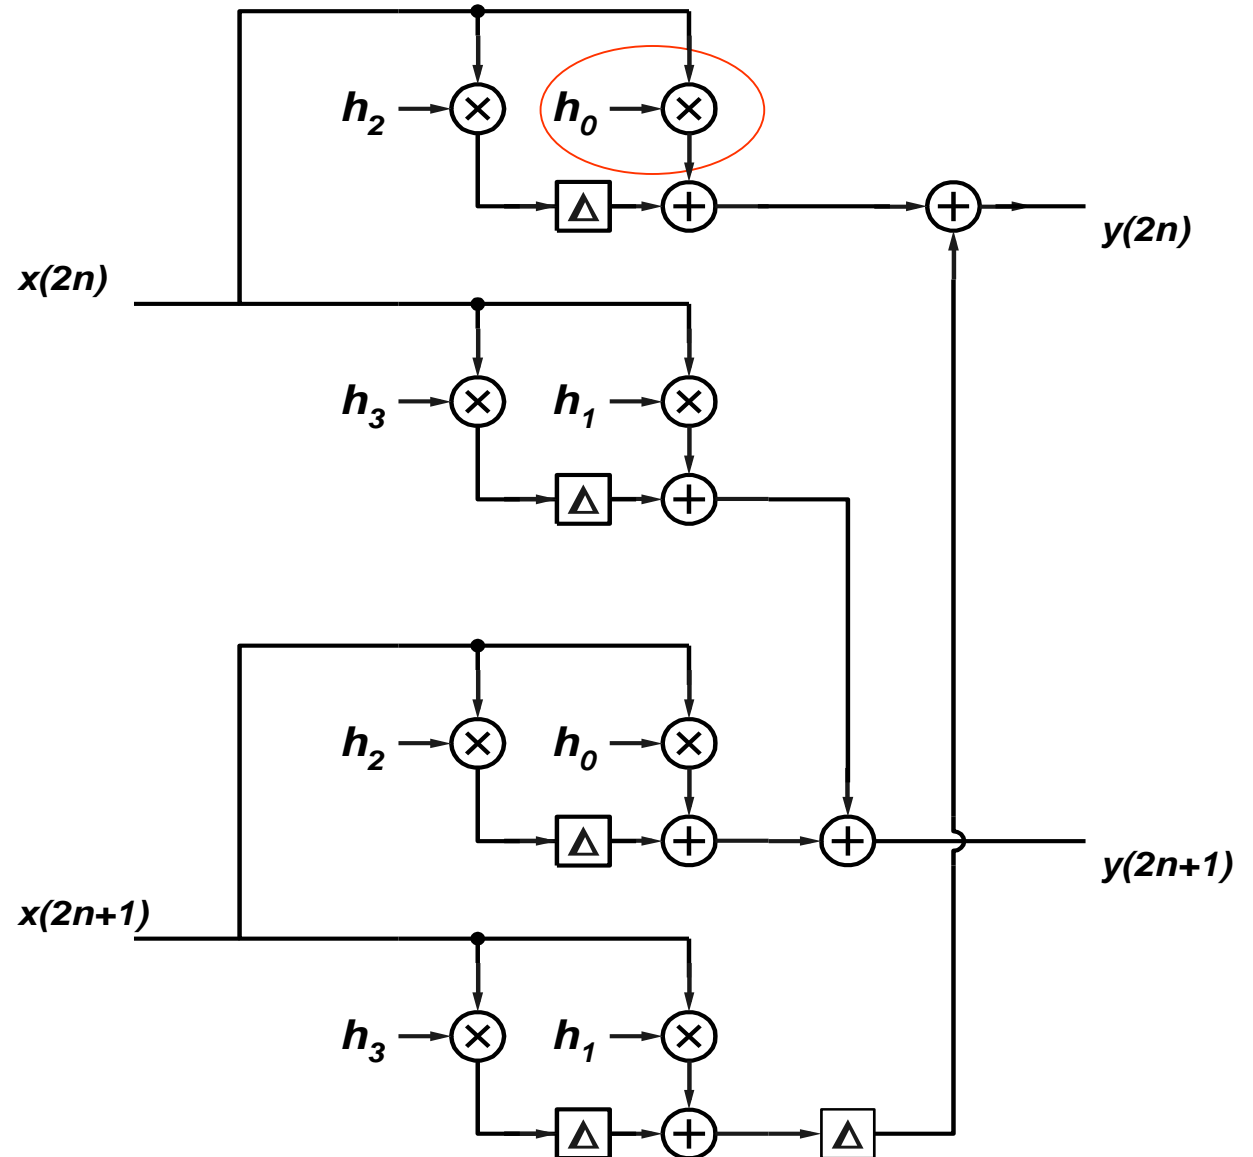 h₂ h₀
Δ
y(2n)
x(2n)
h₃ h₁
Δ
h₂ h₀
Δ
y(2n+1)
x(2n+1)
h₃ h₁
Δ Δ